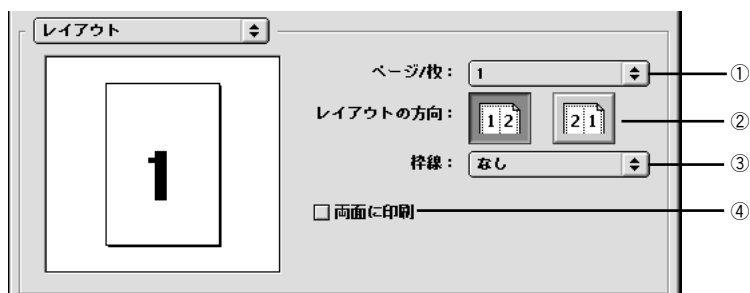 レイアウト
ページ/枚： 1 ①
レイアウトの方向： 1 2 2 1 ②
枠線： なし ③
両面に印刷 ④
1